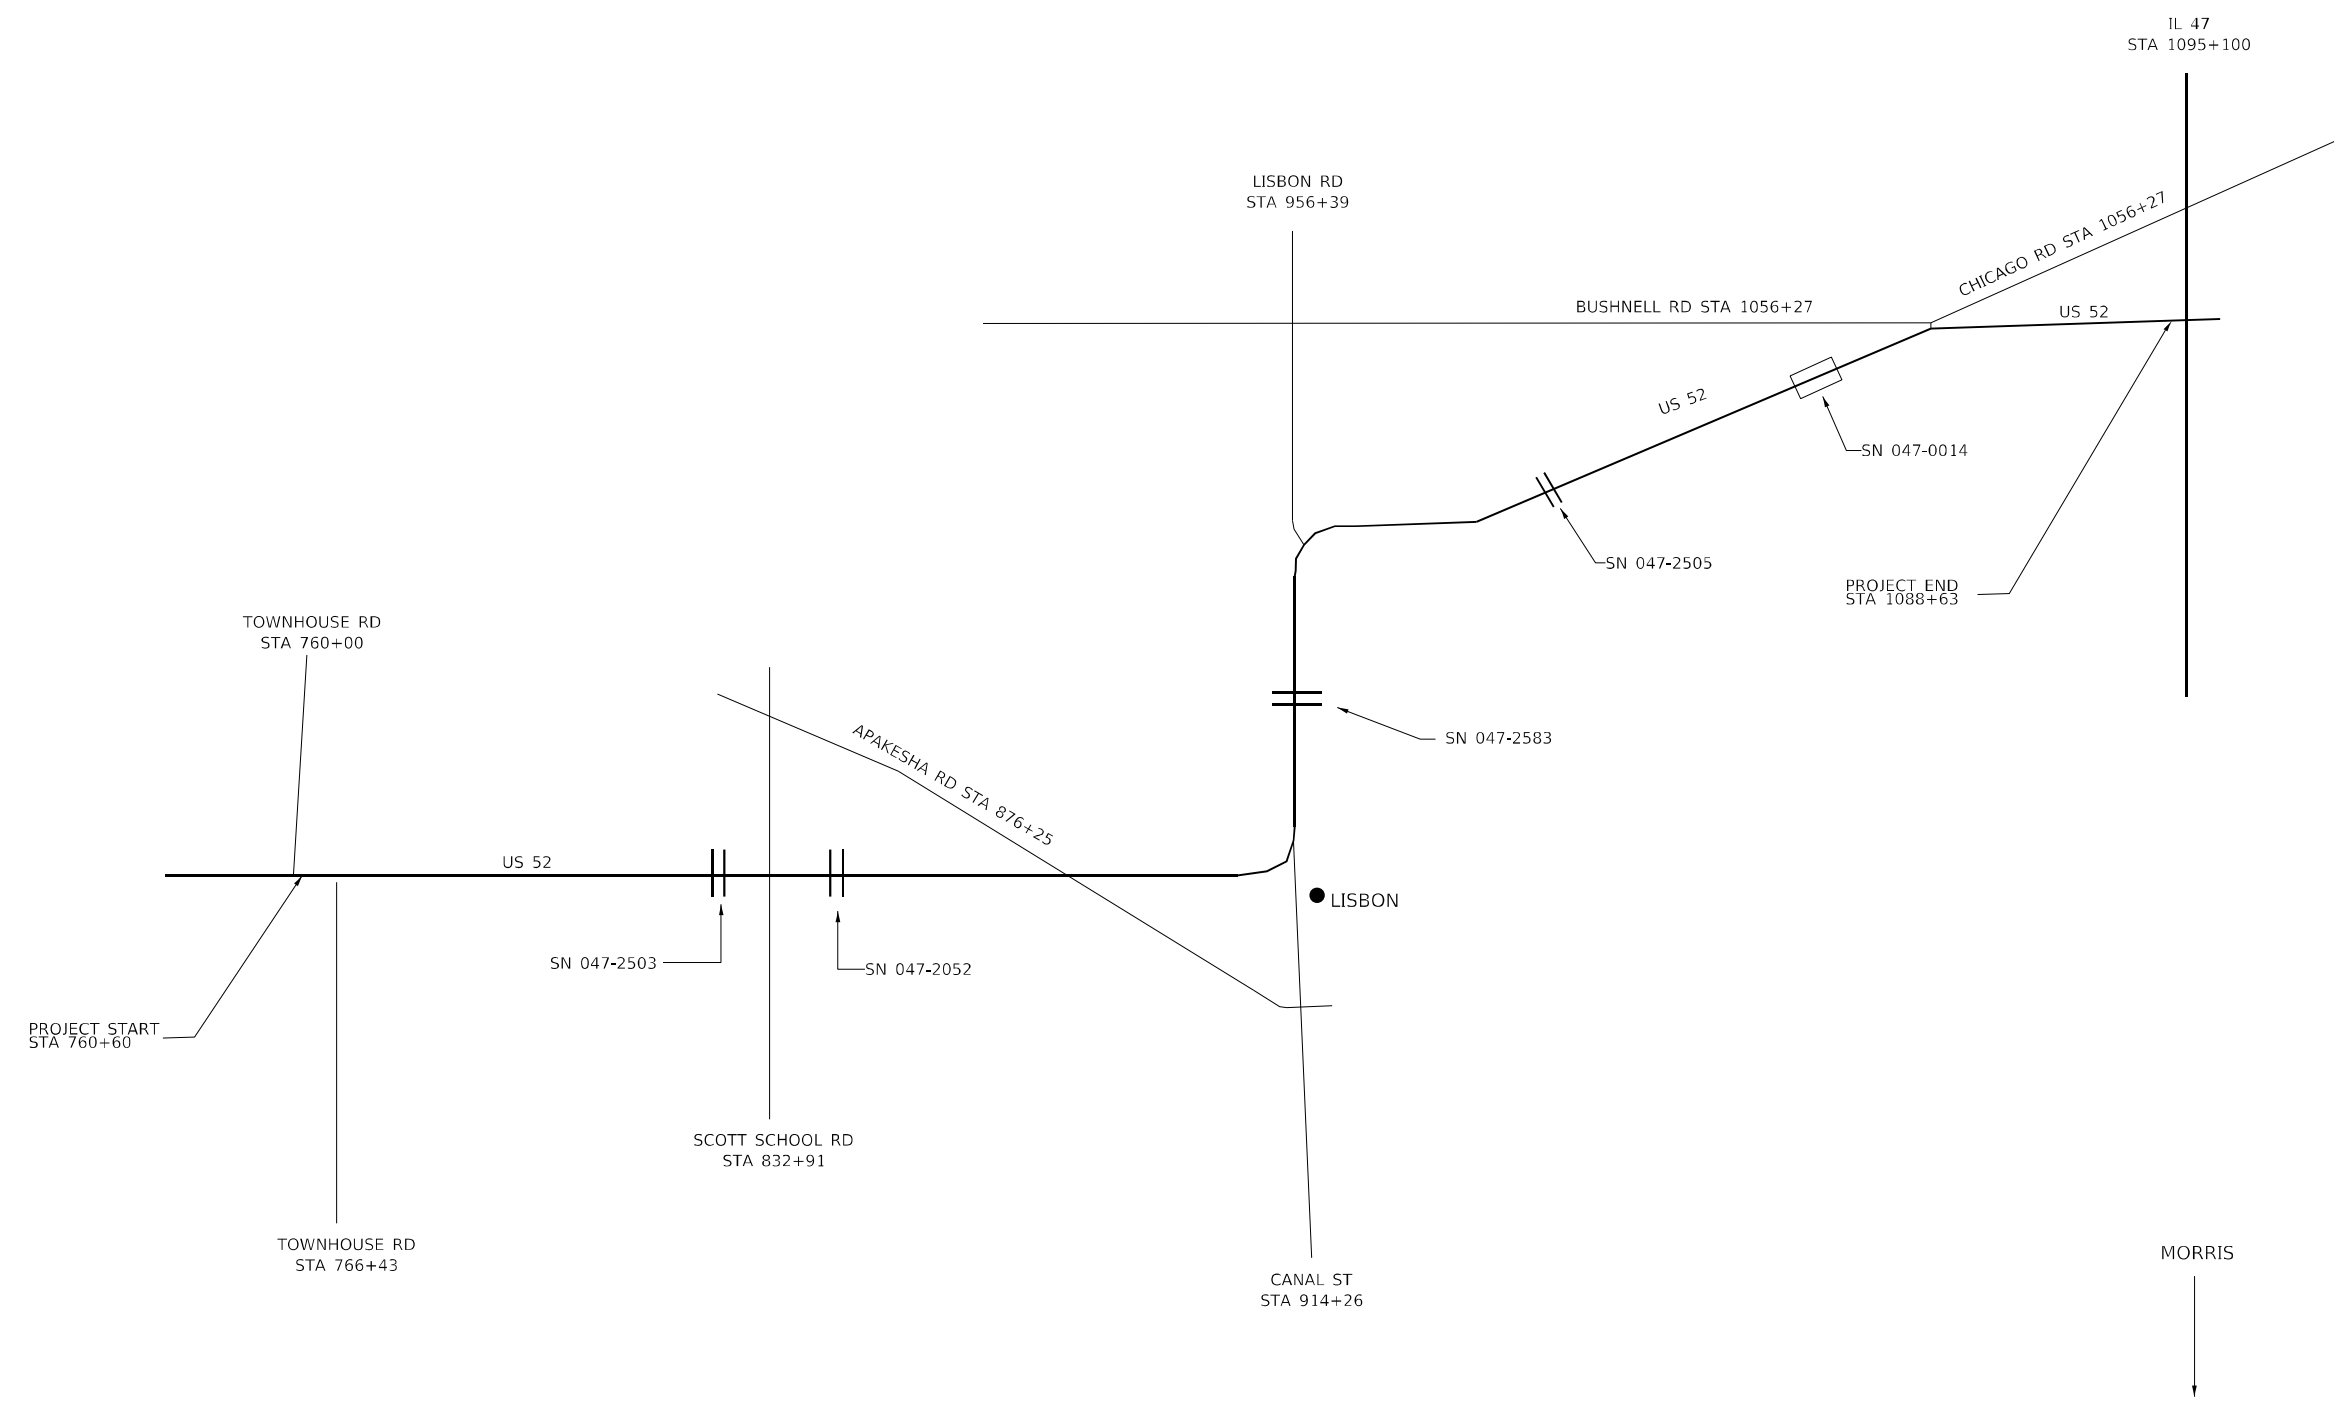 IL 47
STA 1095+100
LISBON RD
STA 956+39
CHICAGO RD STA 1056+27
BUSHNELL RD STA 1056+27
US 52
US 52
SN 047-0014
SN 047-2505
PROJECT END
STA 1088+63
TOWNHOUSE RD
STA 760+00
SN 047-2583
APAKESHA RD STA 876+25
US 52
LISBON
SN 047-2503
SN 047-2052
PROJECT START
STA 760+60
SCOTT SCHOOL RD
STA 832+91
TOWNHOUSE RD
STA 766+43
MORRIS
CANAL ST
STA 914+26